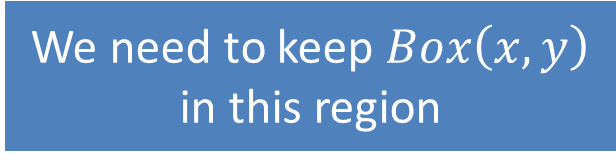 We need to keep Box(x, y)
in this region